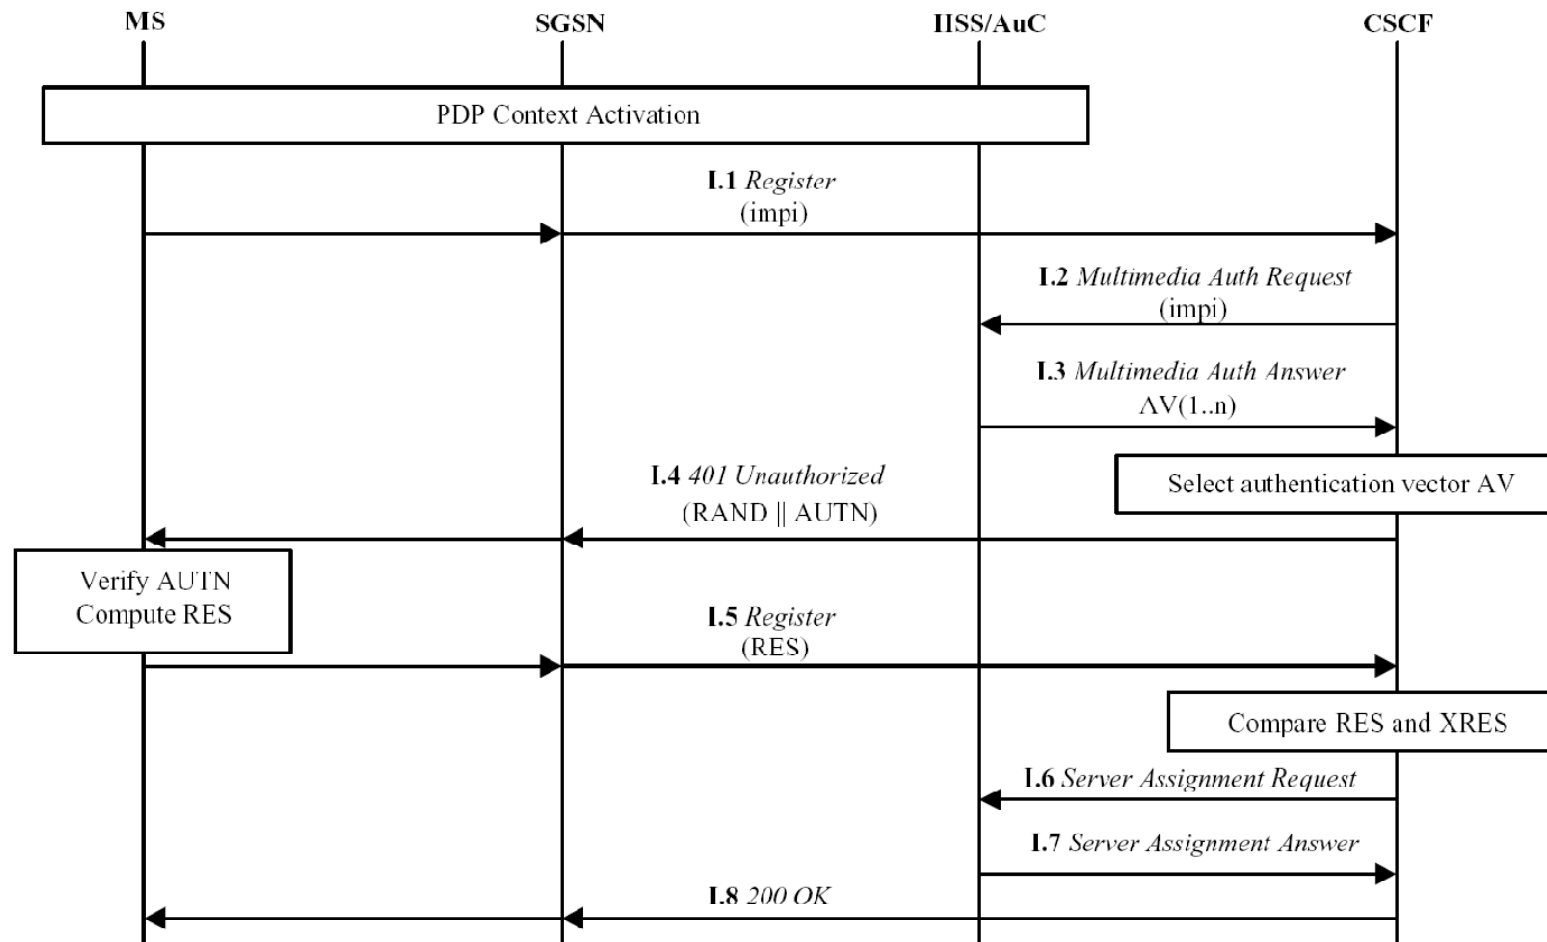 MS SGSN HSS/AuC CSCF
PDP Context Activation
I.1 Register
(impi)
I.2 Multimedia Auth Request
(impi)
I.3 Multimedia Auth Answer
AV(1..n)
I.4 401 Unauthorized
(RAND || AUTN)
Select authentication vector AV
Verify AUTN
Compute RES
I.5 Register
(RES)
Compare RES and XRES
I.6 Server Assignment Request
I.7 Server Assignment Answer
I.8 200 OK